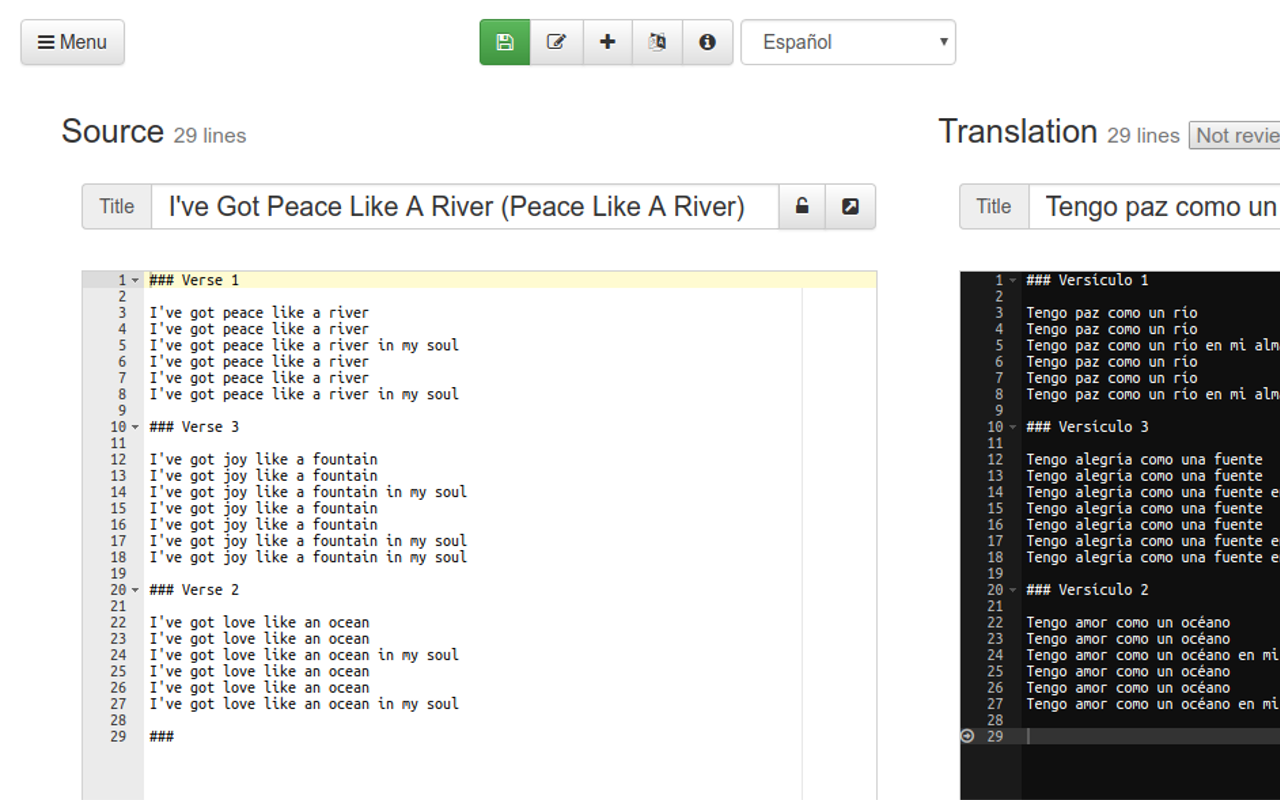 Menu
Español
Source 29 lines
Title I've Got Peace Like A River (Peace Like A River)
1 ### Verse 1
2
3 I've got peace like a river
4 I've got peace like a river
5 I've got peace like a river in my soul
6 I've got peace like a river
7 I've got peace like a river
8 I've got peace like a river in my soul
9
10 ### Verse 3
11
12 I've got joy like a fountain
13 I've got joy like a fountain
14 I've got joy like a fountain in my soul
15 I've got joy like a fountain
16 I've got joy like a fountain
17 I've got joy like a fountain in my soul
18 I've got joy like a fountain in my soul
19
20 ### Verse 2
21
22 I've got love like an ocean
23 I've got love like an ocean
24 I've got love like an ocean in my soul
25 I've got love like an ocean
26 I've got love like an ocean
27 I've got love like an ocean in my soul
28
29 ###
Translation 29 lines Not revie
Title Tengo paz como un
1 ### Versículo 1
2
3 Tengo paz como un río
4 Tengo paz como un río
5 Tengo paz como un río en mi alm
6 Tengo paz como un río
7 Tengo paz como un río
8 Tengo paz como un río en mi alm
9
10 ### Versículo 3
11
12 Tengo alegría como una fuente
13 Tengo alegría como una fuente
14 Tengo alegría como una fuente e
15 Tengo alegría como una fuente
16 Tengo alegría como una fuente
17 Tengo alegría como una fuente e
18 Tengo alegría como una fuente e
19
20 ### Versículo 2
21
22 Tengo amor como un océano
23 Tengo amor como un océano
24 Tengo amor como un océano en mi
25 Tengo amor como un océano
26 Tengo amor como un océano
27 Tengo amor como un océano en mi
28
29